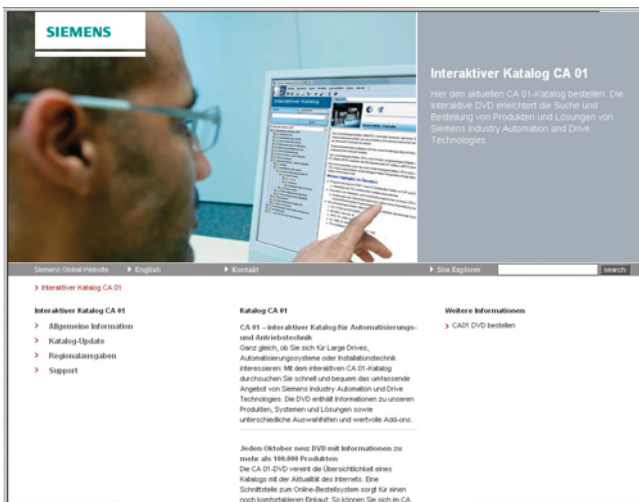 SIEMENS
Interaktiver Katalog CA 01
Hier den aktuellen CA 01-Katalog bestellen: Die
interaktive DVD erleichtert die Suche und
Bestellung von Produkten und Lösungen von
Siemens Industry Automation and Drive
Technologies.
Interaktiver Katalog
Siemens Global Website English Kontakt Site Explorer search
Interaktiver Katalog CA 01
Interaktiver Katalog CA 01
Allgemeine Information
Katalog-Update
Regionalausgaben
Support
Katalog CA 01
CA 01 – interaktiver Katalog für Automatisierungs-
und Antriebstechnik
Ganz gleich, ob Sie sich für Large Drives,
Automatisierungssysteme oder Installationstechnik
interessieren: Mit dem interaktiven CA 01-Katalog
durchsuchen Sie schnell und bequem das umfassende
Angebot von Siemens Industry Automation and Drive
Technologies. Die DVD enthält Informationen zu unseren
Produkten, Systemen und Lösungen sowie
unterschiedliche Auswahlhilfen und wertvolle Add-ons.
Jeden Oktober neu: DVD mit Informationen zu
mehr als 100.000 Produkten
Die CA 01-DVD vereint die Übersichtlichkeit eines
Katalogs mit der Aktualität des Internets. Eine
Schnittstelle zum Online-Bestellsystem sorgt für einen
noch komfortableren Einkauf: So können Sie sich im CA
Weitere Informationen
CA01 DVD bestellen